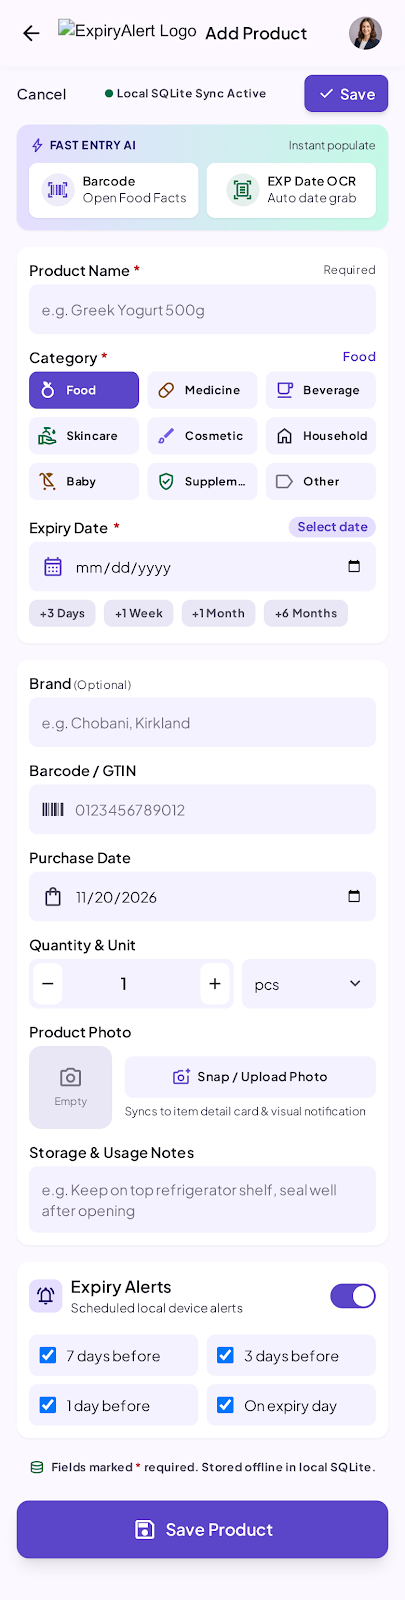 ExpiryAlert Logo Add Product
Cancel Local SQLite Sync Active Save
FAST ENTRY AI Instant populate
Barcode
Open Food Facts
EXP Date OCR
Auto date grab
Product Name * Required
e.g. Greek Yogurt 500g
Category * Food
Food Medicine Beverage
Skincare Cosmetic Household
Baby Supplem... Other
Expiry Date * Select date
mm/dd/yyyy
+3 Days +1 Week +1 Month +6 Months
Brand (Optional)
e.g. Chobani, Kirkland
Barcode / GTIN
0123456789012
Purchase Date
11/20/2026
Quantity & Unit
− 1 + pcs
Product Photo
Empty
Snap / Upload Photo
Syncs to item detail card & visual notification
Storage & Usage Notes
e.g. Keep on top refrigerator shelf, seal well
after opening
Expiry Alerts
Scheduled local device alerts
7 days before 3 days before
1 day before On expiry day
Fields marked * required. Stored offline in local SQLite.
Save Product